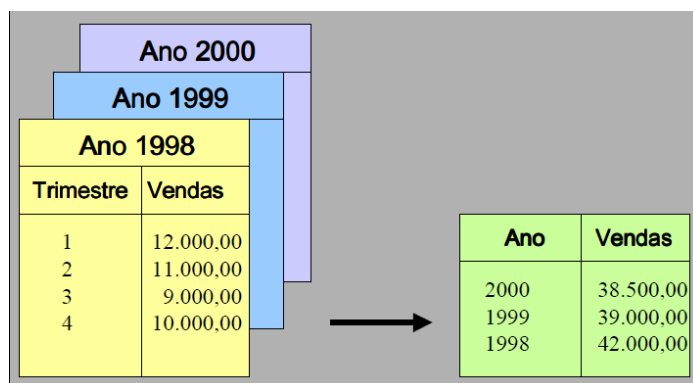 Ano 2000
Ano 1999
Ano 1998
Trimestre Vendas
1 12.000,00
2 11.000,00
3 9.000,00
4 10.000,00
Ano Vendas
2000 38.500,00
1999 39.000,00
1998 42.000,00